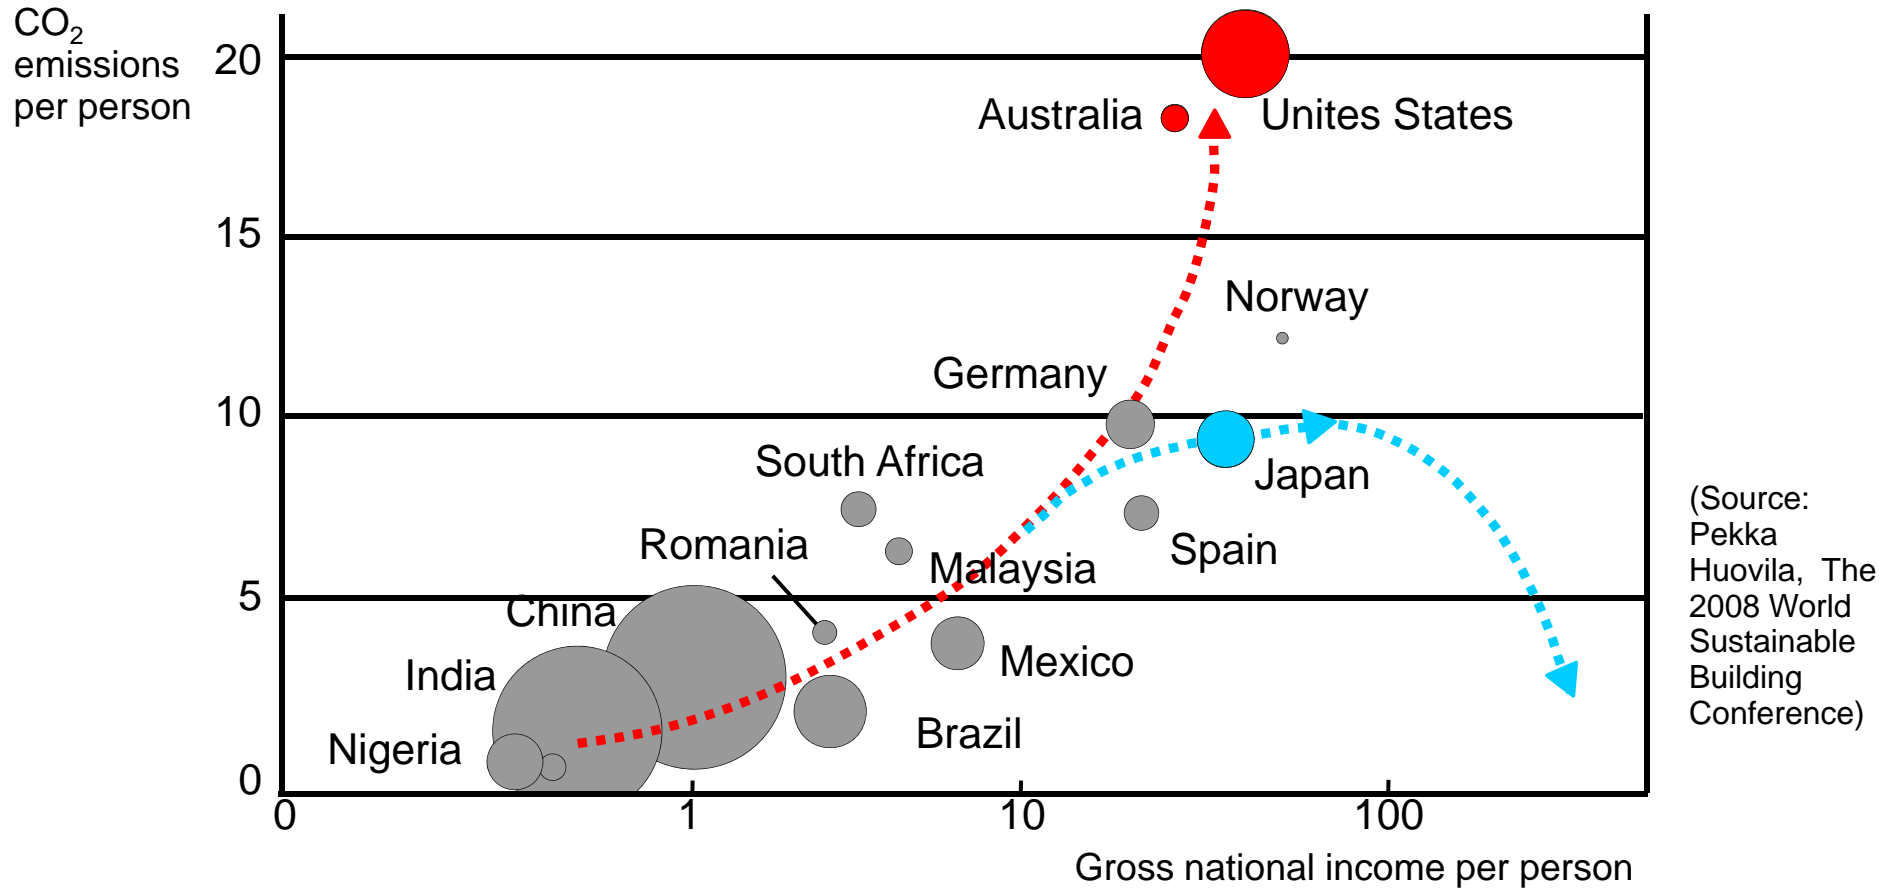 CO₂
emissions
per person
20
Australia
Unites States
15
Norway
Germany
10
South Africa
Japan
Romania
Spain
Malaysia
5
China
Mexico
India
Brazil
Nigeria
0
0 1 10 100
Gross national income per person
(Source:
Pekka
Huovila, The
2008 World
Sustainable
Building
Conference)